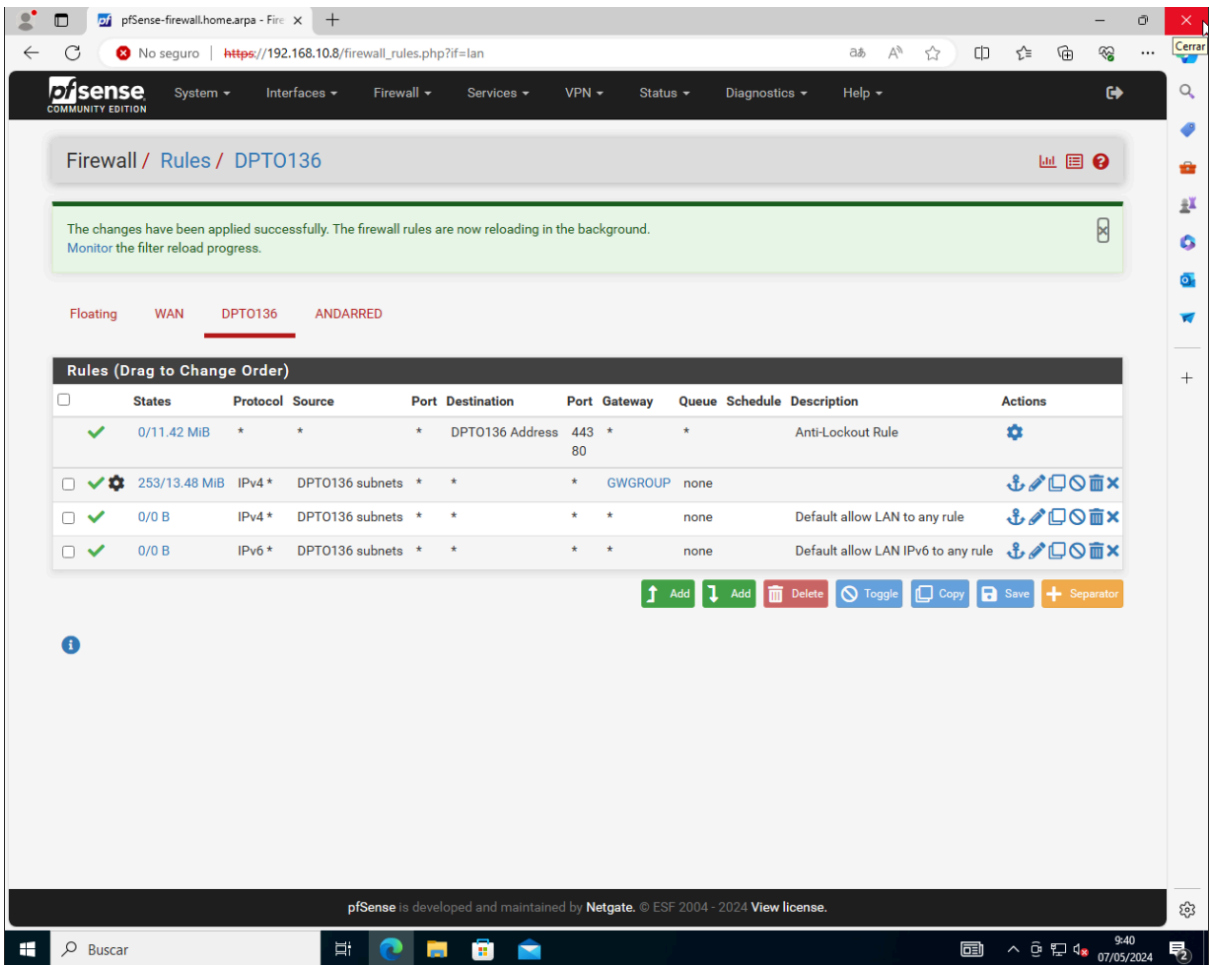 pfSense-firewall.home.arpa - Fire
No seguro https://192.168.10.8/firewall_rules.php?if=lan
Cerrar
pfsense
COMMUNITY EDITION
System Interfaces Firewall Services VPN Status Diagnostics Help
Firewall / Rules / DPTO136
The changes have been applied successfully. The firewall rules are now reloading in the background.
Monitor the filter reload progress.
Floating WAN DPTO136 ANDARRED
Rules (Drag to Change Order)
States Protocol Source Port Destination Port Gateway Queue Schedule Description Actions
0/11.42 MiB * * * DPTO136 Address 443 * * Anti-Lockout Rule
80
253/13.48 MiB IPv4 * DPTO136 subnets * * * GWGROUP none
0/0 B IPv4 * DPTO136 subnets * * * * none Default allow LAN to any rule
0/0 B IPv6 * DPTO136 subnets * * * * none Default allow LAN IPv6 to any rule
Add Add Delete Toggle Copy Save Separator
pfSense is developed and maintained by Netgate. © ESF 2004 - 2024 View license.
Buscar
9:40
07/05/2024
2